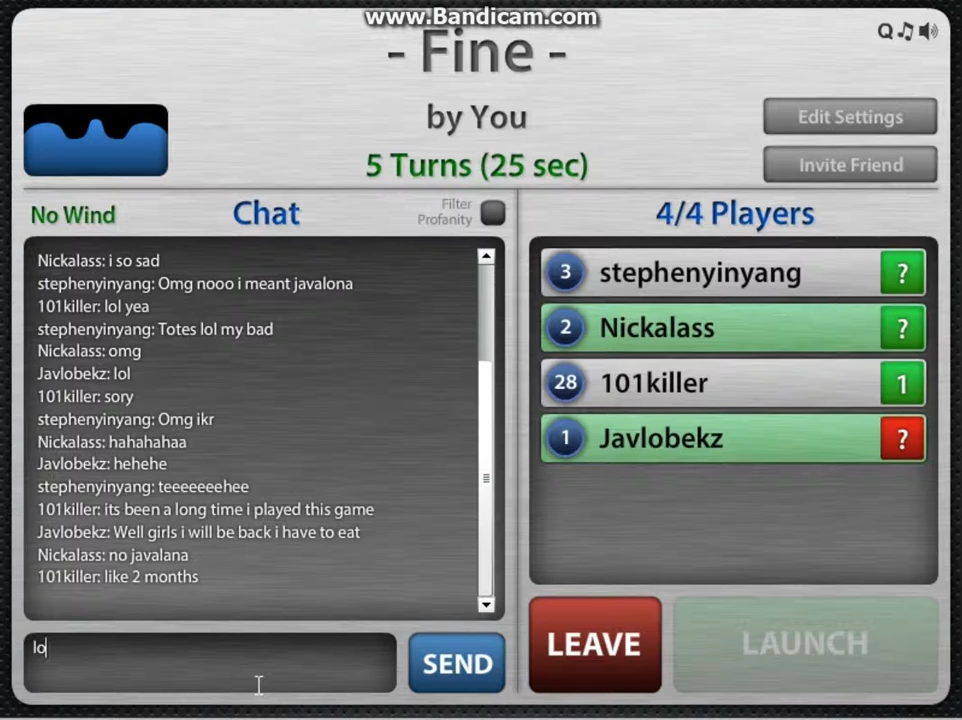 www.Bandicam.com
- Fine -
Q
by You
Edit Settings
5 Turns (25 sec)
Invite Friend
No Wind
Chat
Filter
Profanity
4/4 Players
Nickalass: i so sad
stephenyinyang: Omg nooo i meant javalona
101killer: lol yea
stephenyinyang: Totes lol my bad
Nickalass: omg
Javlobekz: lol
101killer: sory
stephenyinyang: Omg ikr
Nickalass: hahahahaa
Javlobekz: hehehe
stephenyinyang: teeeeeeehee
101killer: its been a long time i played this game
Javlobekz: Well girls i will be back i have to eat
Nickalass: no javalana
101killer: like 2 months
3 stephenyinyang ?
2 Nickalass ?
28 101killer 1
1 Javlobekz ?
lo
SEND
LEAVE
LAUNCH